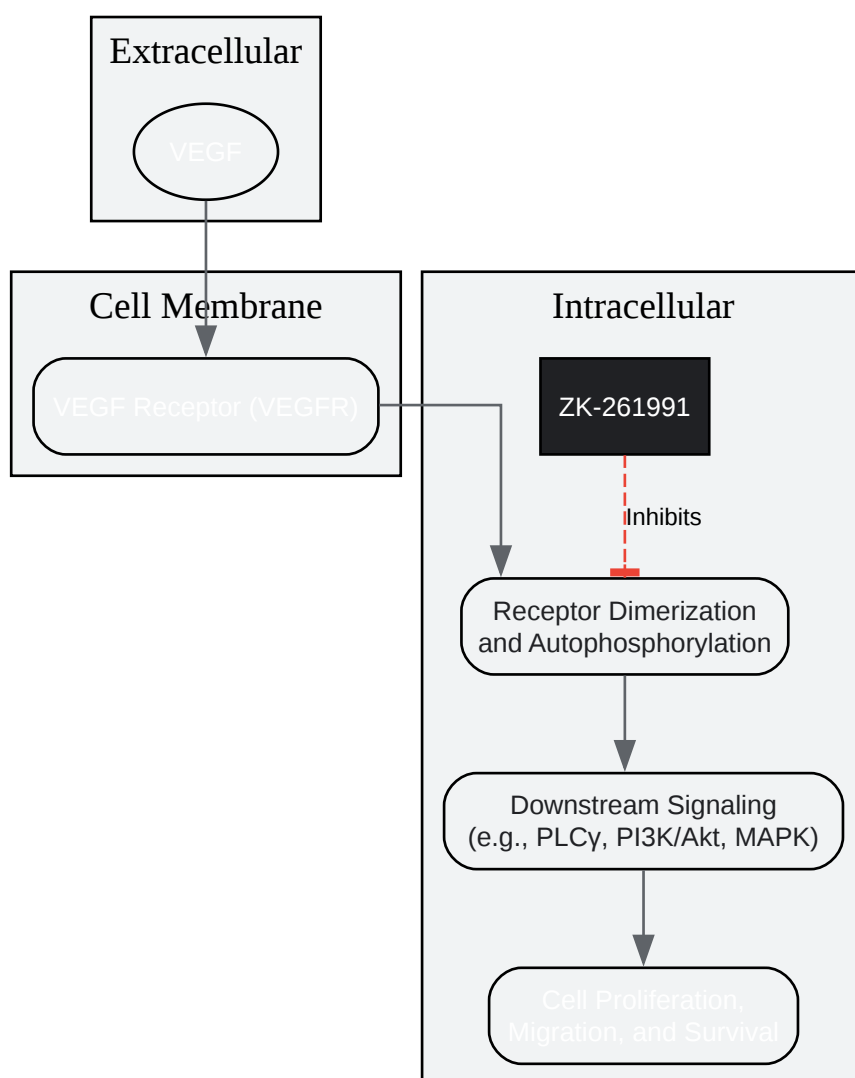 Extracellular
VEGF
Cell Membrane
VEGF Receptor (VEGFR)
Intracellular
ZK-261991
Inhibits
Receptor Dimerization
and Autophosphorylation
Downstream Signaling
(e.g., PLCγ, PI3K/Akt, MAPK)
Cell Proliferation,
Migration, and Survival